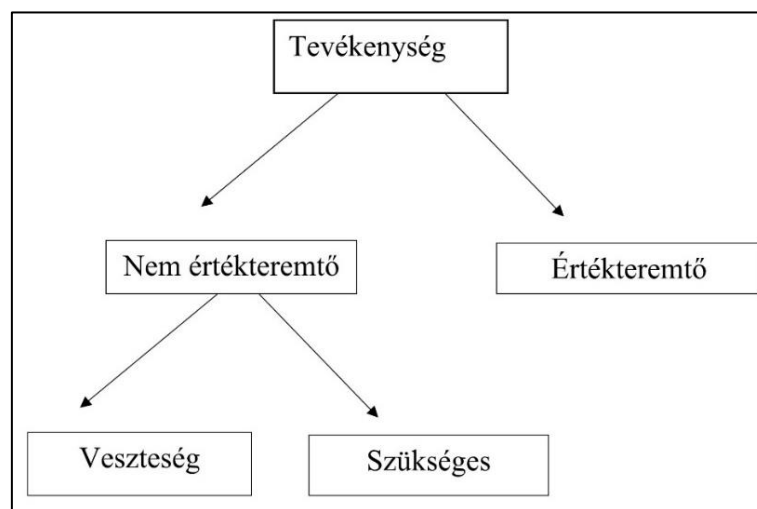 Tevékenység
Nem értékteremtő
Értékteremtő
Veszteség
Szükséges